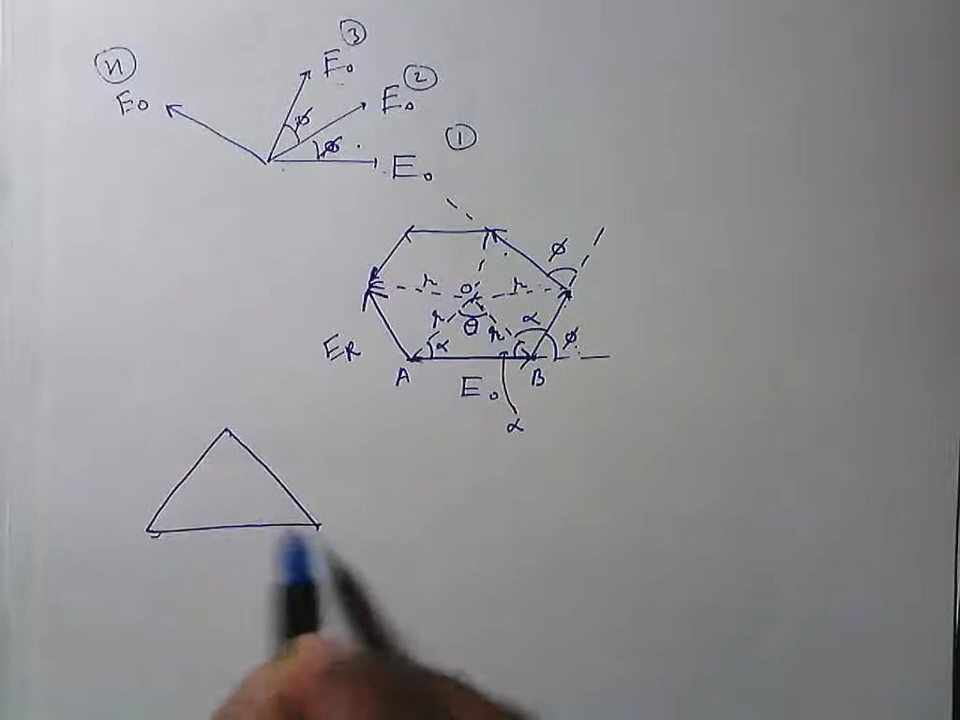 ③
E₀
N
E₀
②
E₀
ø
ø
①
E₀
ø
r
O
r
r
θ
r
α
α
ø
E_R
A
E₀
B
α